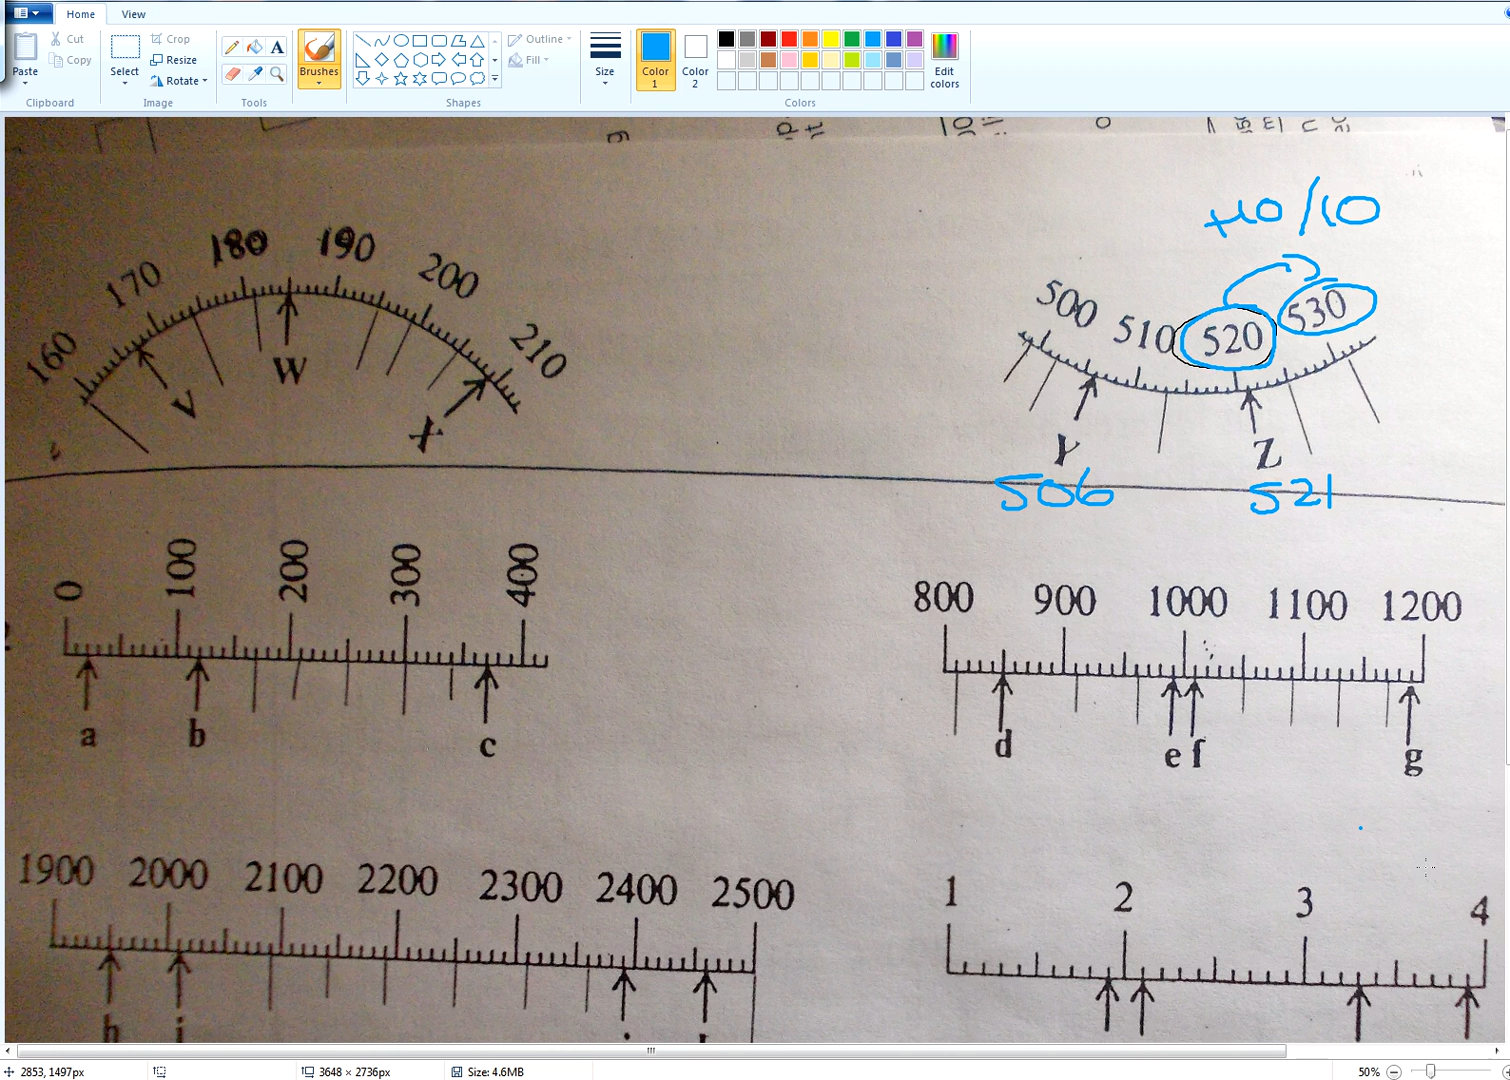 Home View
Cut
Copy
Paste
Clipboard
Select
Crop
Resize
Rotate
Image
A
Tools
Brushes
Shapes
Outline
Fill
Size
Color 1
Color 2
Edit colors
Colors
160 170 180 190 200 210
V W X
+10/10
500 510 520 530
Y Z
506 521
0 100 200 300 400
a b c
800 900 1000 1100 1200
d e f g
1900 2000 2100 2200 2300 2400 2500
h i
1 2 3 4
2853, 1497px
3648 × 2736px
Size: 4.6MB
50%